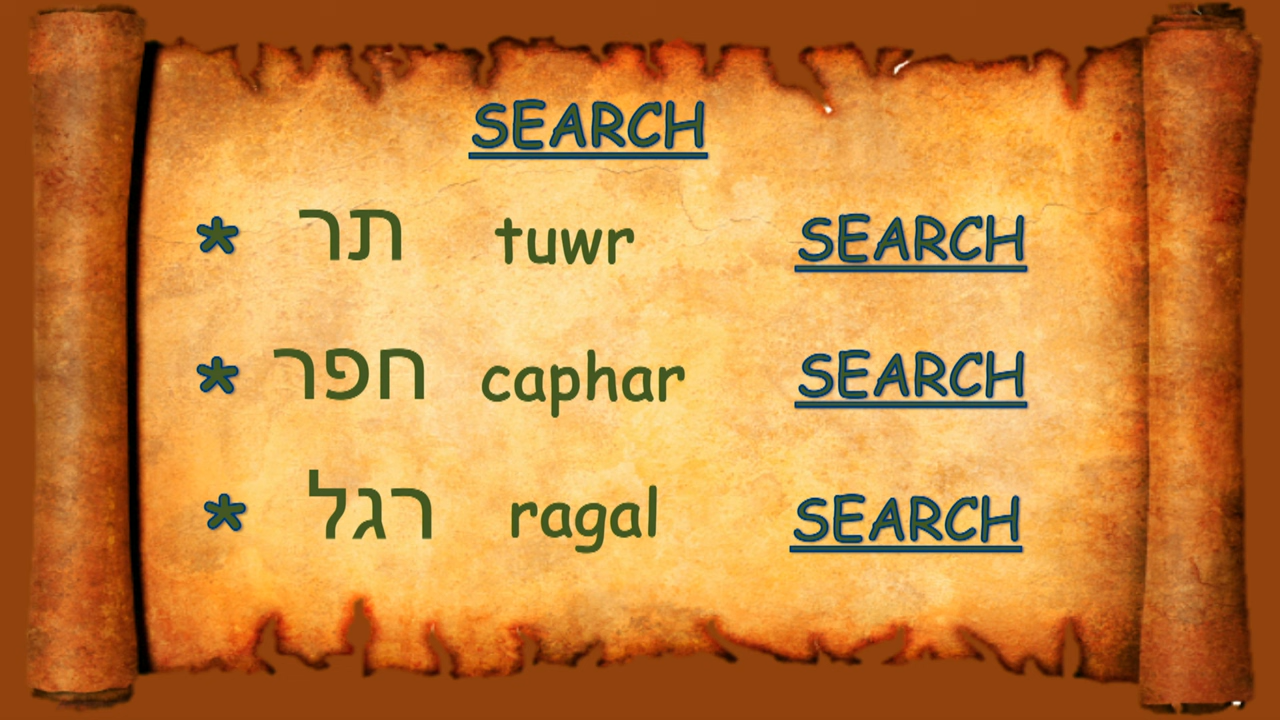 SEARCH
* תר tuwr SEARCH
* חפר caphar SEARCH
* רגל ragal SEARCH